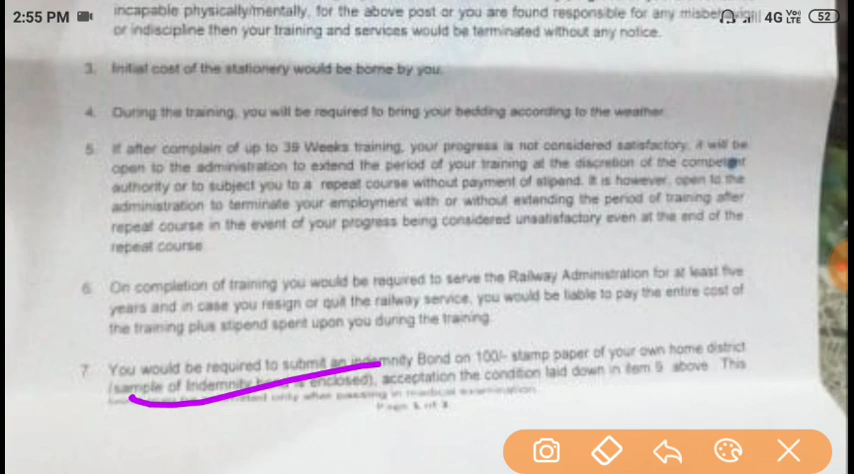 2:55 PM
4G Vo LTE 52
incapable physically/mentally, for the above post or you are found responsible for any
or indiscipline then your training and services would be terminated without any notice.
3. Initial cost of the stationery would be borne by you.
4. During the training, you will be required to bring your bedding according to the weather.
5. If after complain of up to 39 Weeks training, your progress is not considered satisfactory, it will be
open to the administration to extend the period of your training at the discretion of the competent
authority or to subject you to a repeat course without payment of stipend. It is however, open to the
administration to terminate your employment with or without extending the period of training after
repeat course in the event of your progress being considered unsatisfactory even at the end of the
repeat course.
6. On completion of training you would be required to serve the Railway Administration for at least five
years and in case you resign or quit the railway service, you would be liable to pay the entire cost of
the training plus stipend spent upon you during the training.
7. You would be required to submit an indemnity Bond on 100/- stamp paper of your own home district
(sample of Indemnity bond is enclosed), acceptation the condition laid down in item 9 above. This
only after passing in medical examination.